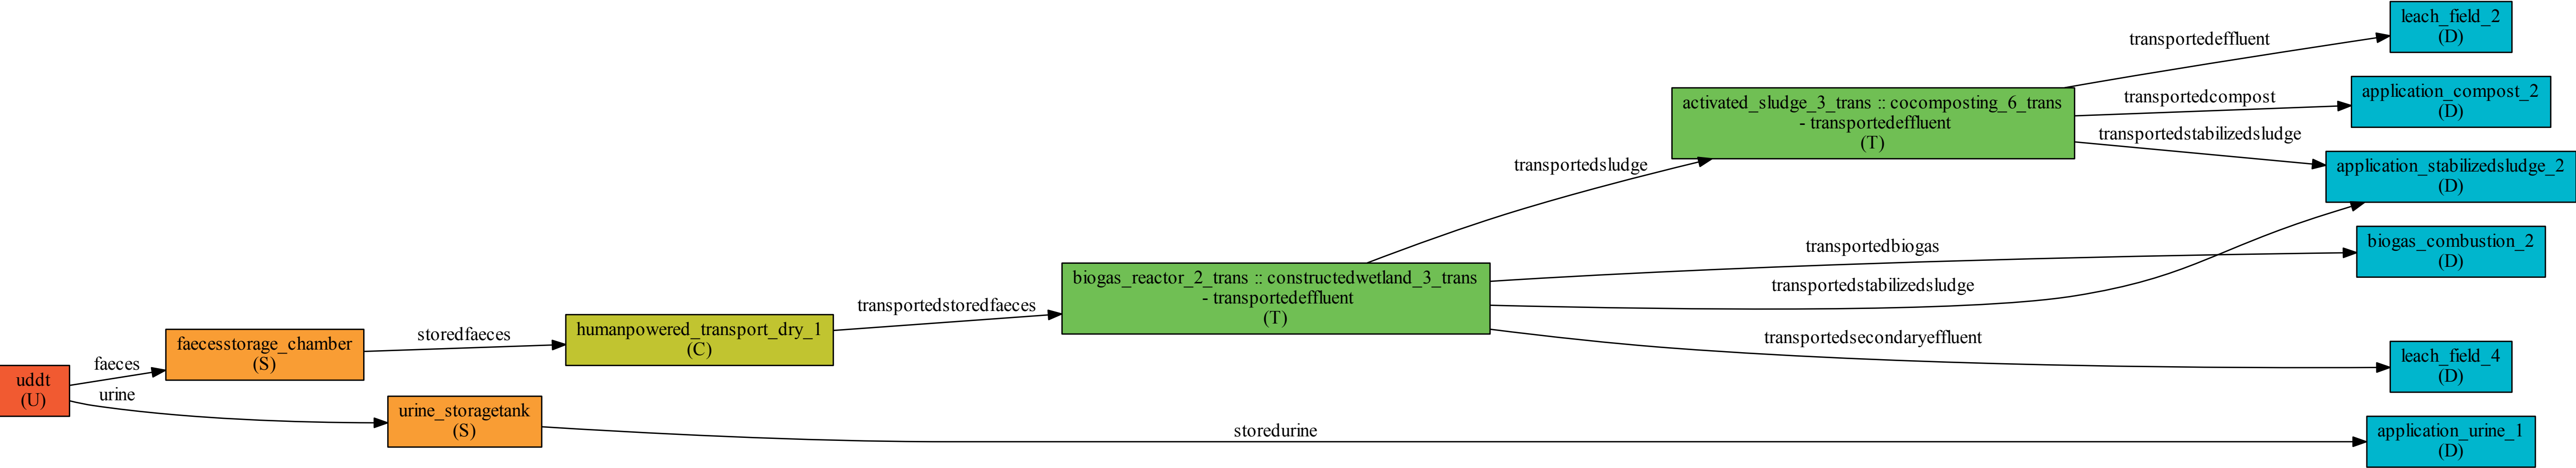 leach_field_2
(D)
transportedeffluent
application_compost_2
(D)
transportedcompost
activated_sludge_3_trans :: cocomposting_6_trans
- transportedeffluent
(T)
transportedstabilizedsludge
application_stabilizedsludge_2
(D)
transportedsludge
biogas_combustion_2
(D)
transportedbiogas
biogas_reactor_2_trans :: constructedwetland_3_trans
- transportedeffluent
(T)
transportedstabilizedsludge
transportedstoredfaeces
humanpowered_transport_dry_1
(C)
storedfaeces
faecesstorage_chamber
(S)
transportedsecondaryeffluent
leach_field_4
(D)
faeces
uddt
(U)
urine
urine_storagetank
(S)
storedurine
application_urine_1
(D)